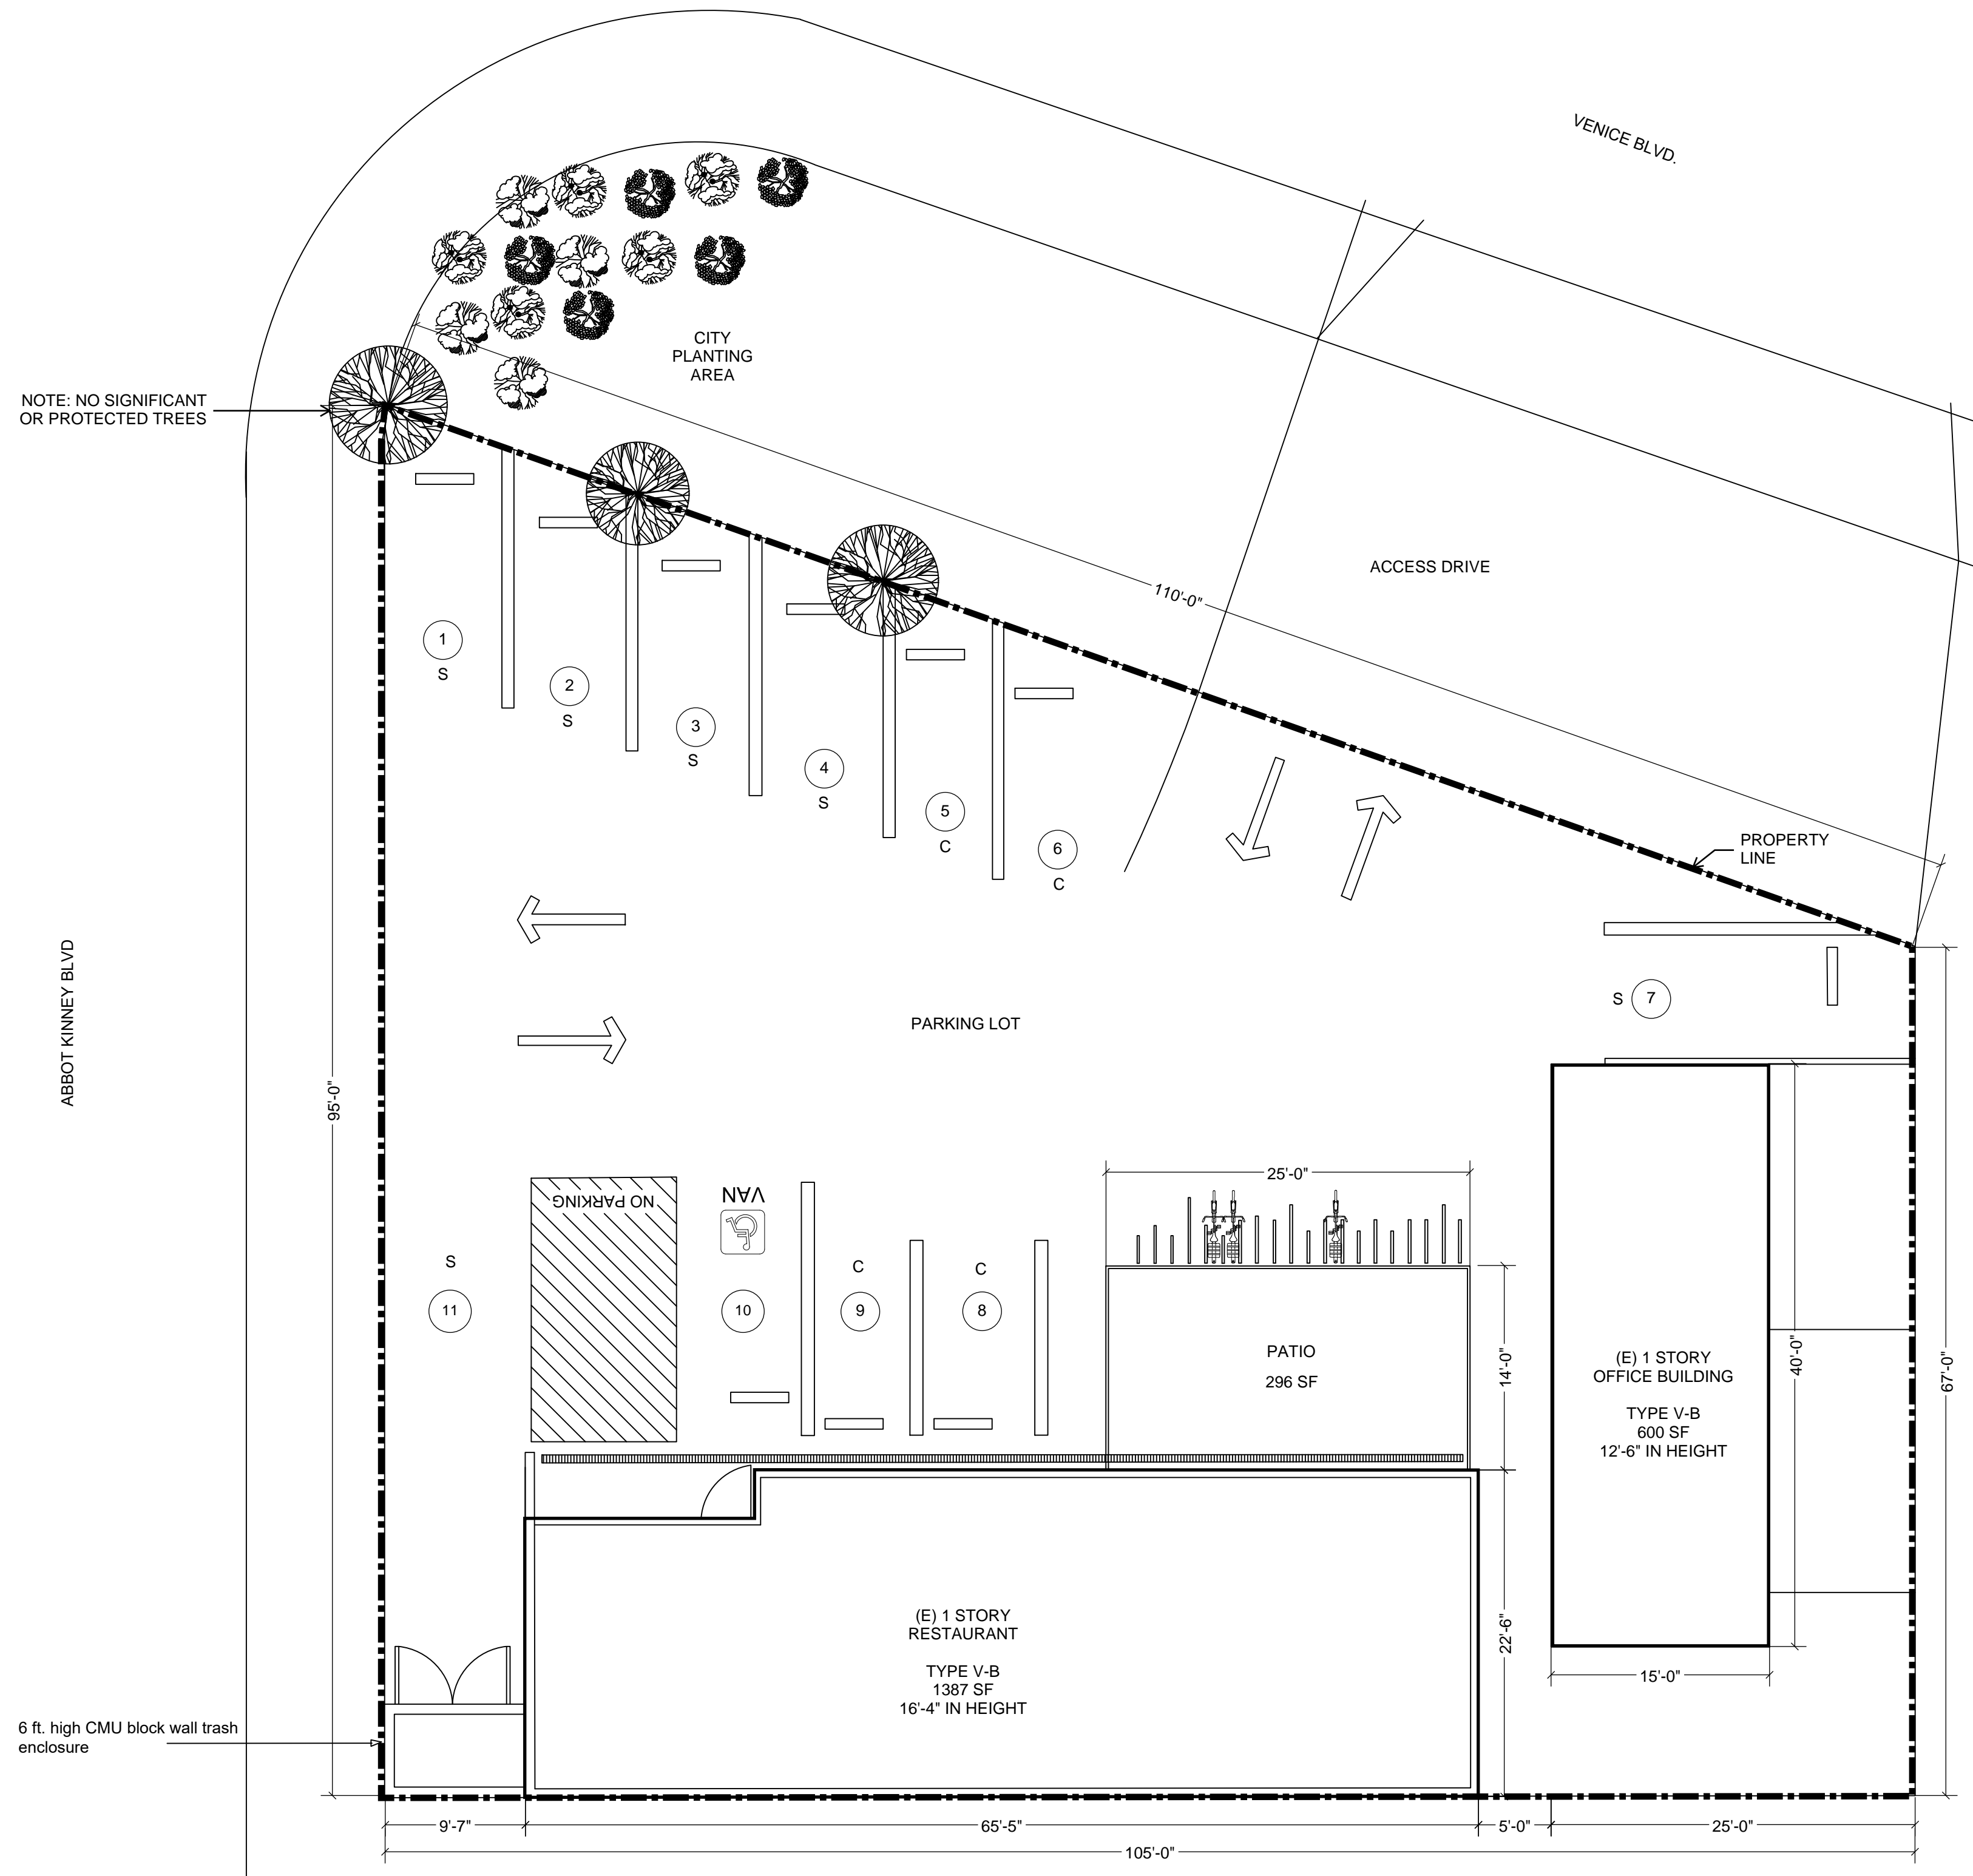 VENICE BLVD.
CITY
PLANTING
AREA
NOTE: NO SIGNIFICANT
OR PROTECTED TREES
ACCESS DRIVE
110'-0"
1
S
2
S
3
S
4
S
5
C
6
C
PROPERTY
LINE
ABBOT KINNEY BLVD
95'-0"
PARKING LOT
S
7
NO PARKING
VAN
25'-0"
S
11
10
C
9
C
8
PATIO
296 SF
14'-0"
(E) 1 STORY
OFFICE BUILDING
TYPE V-B
600 SF
12'-6" IN HEIGHT
40'-0"
67'-0"
(E) 1 STORY
RESTAURANT
TYPE V-B
1387 SF
16'-4" IN HEIGHT
22'-6"
15'-0"
6 ft. high CMU block wall trash
enclosure
9'-7"
65'-5"
5'-0"
25'-0"
105'-0"